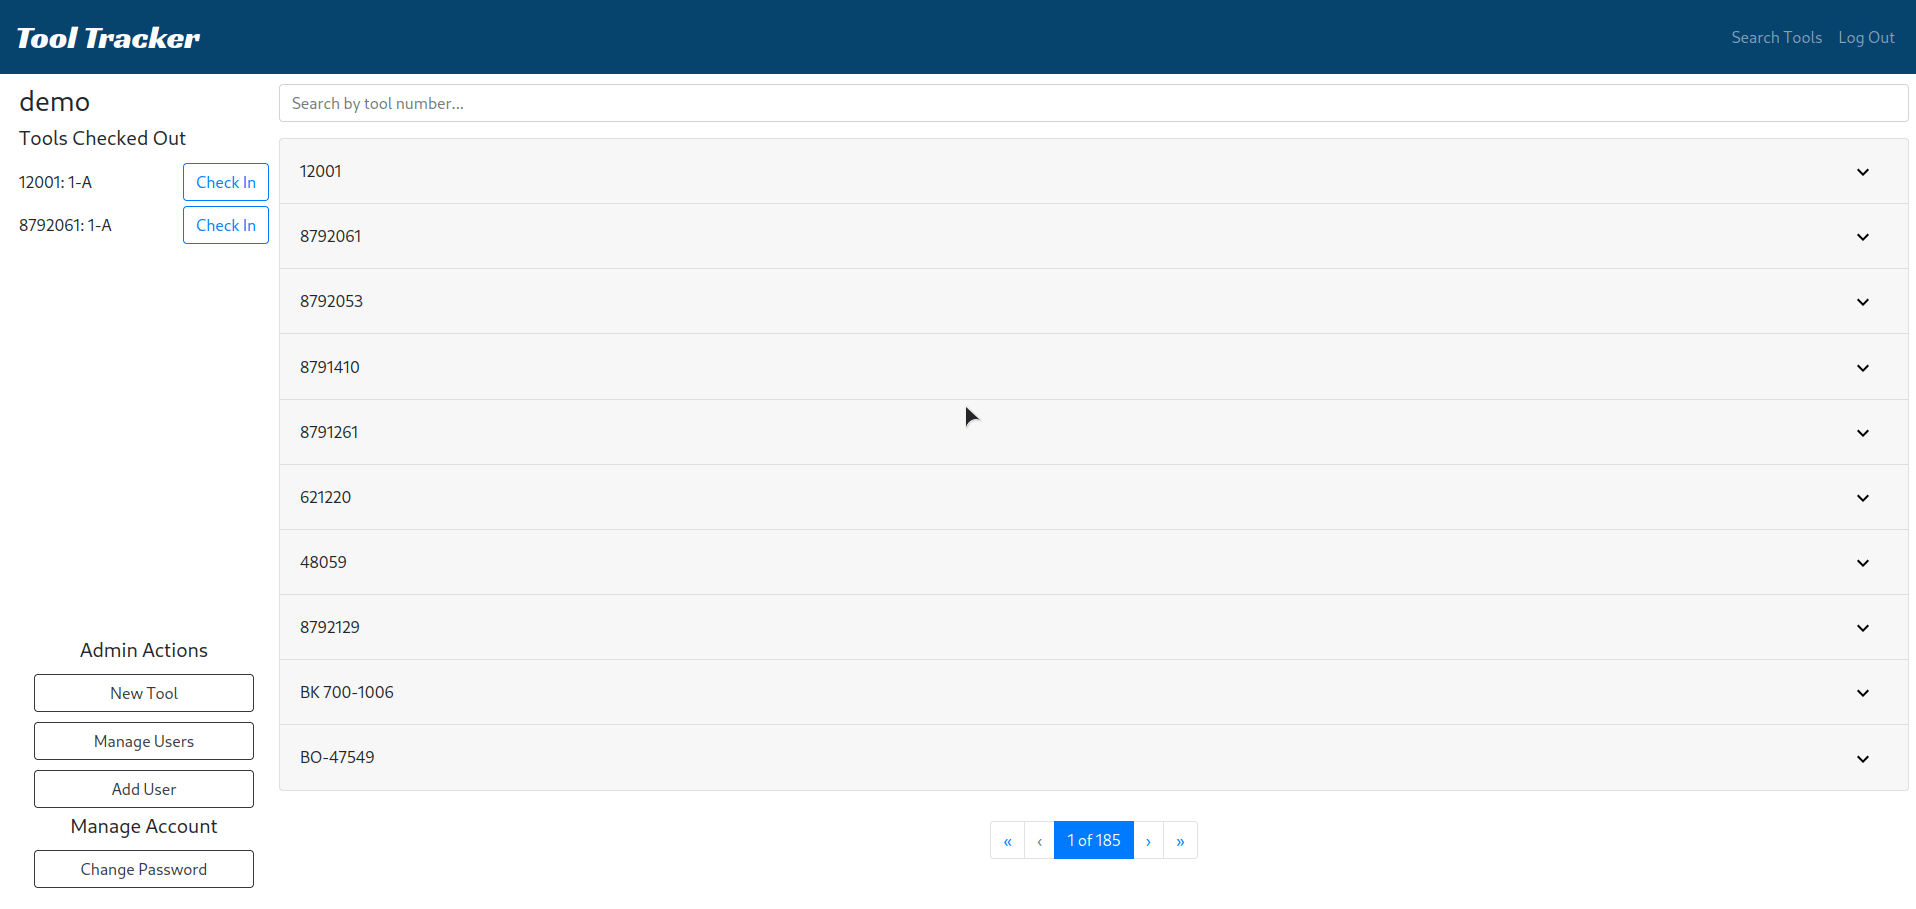 Tool Tracker
Search Tools Log Out
demo
Tools Checked Out
12001: 1-A Check In
8792061: 1-A Check In
Admin Actions
New Tool
Manage Users
Add User
Manage Account
Change Password
Search by tool number...
12001
8792061
8792053
8791410
8791261
621220
48059
8792129
BK 700-1006
BO-47549
« ‹ 1 of 185 › »